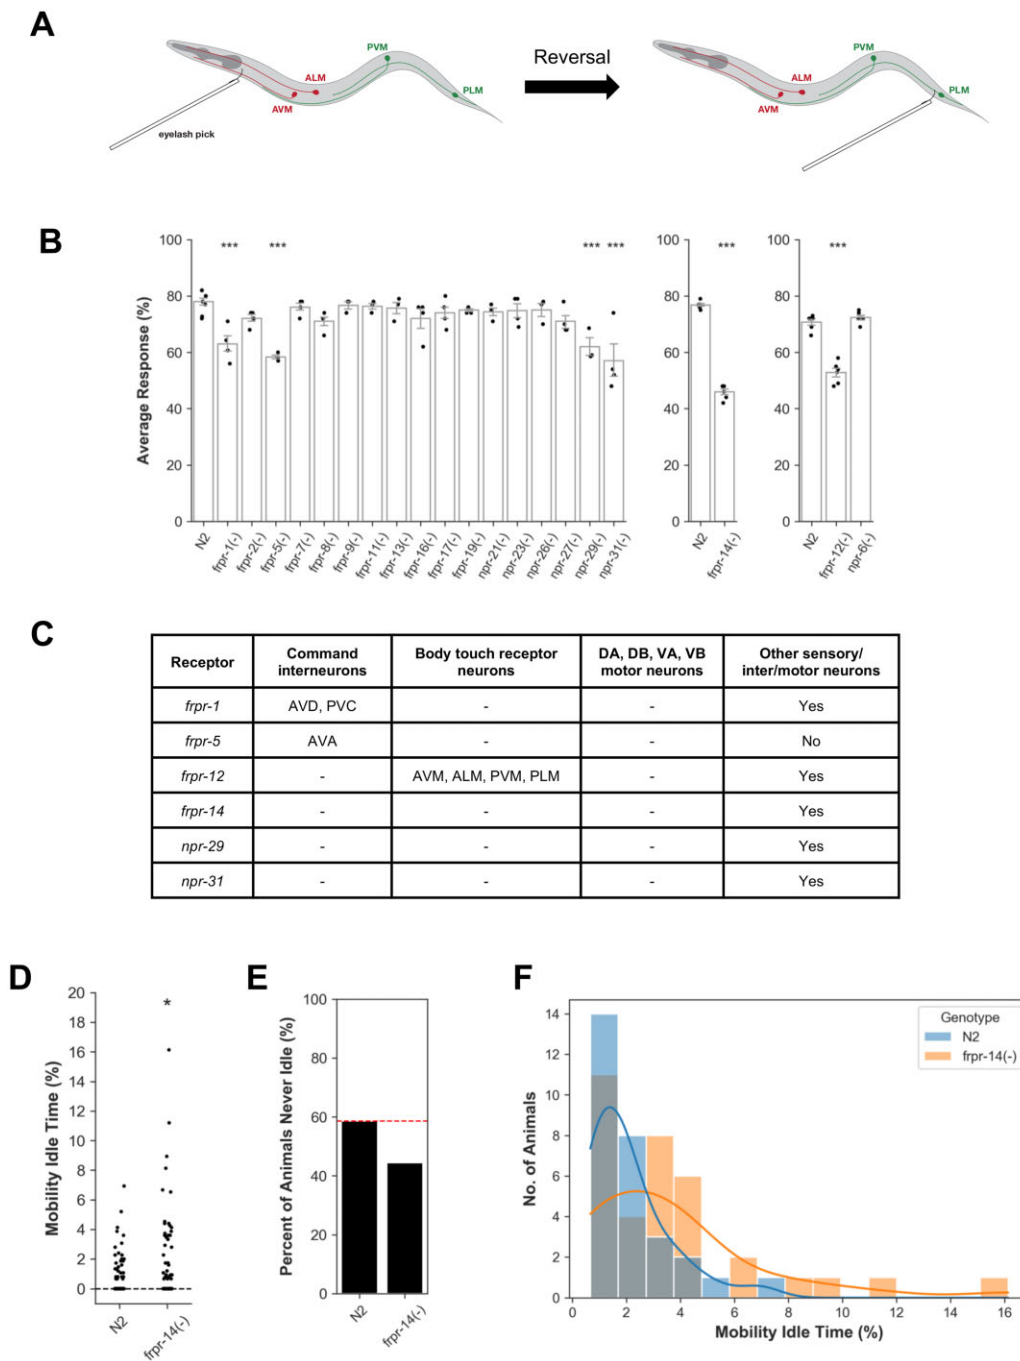 A
PVM
ALM
AVM
PLM
eyelash pick
Reversal
PVM
ALM
AVM
PLM
B
Average Response (%)
100
80
60
40
20
0
***
***
***
***
N2
frpr-1(-)
frpr-2(-)
frpr-5(-)
frpr-7(-)
frpr-8(-)
frpr-9(-)
frpr-11(-)
frpr-13(-)
frpr-16(-)
frpr-17(-)
frpr-19(-)
npr-21(-)
npr-23(-)
npr-26(-)
npr-27(-)
npr-29(-)
npr-31(-)
100
80
60
40
20
0
***
N2
frpr-14(-)
100
80
60
40
20
0
***
N2
frpr-12(-)
npr-6(-)
C
Receptor
Command
interneurons
Body touch receptor
neurons
DA, DB, VA, VB
motor neurons
Other sensory/
inter/motor neurons
frpr-1 AVD, PVC - - Yes
frpr-5 AVA - - No
frpr-12 - AVM, ALM, PVM, PLM - Yes
frpr-14 - - - Yes
npr-29 - - - Yes
npr-31 - - - Yes
D
Mobility Idle Time (%)
20
18
16
14
12
10
8
6
4
2
0
*
N2
frpr-14(-)
E
Percent of Animals Never Idle (%)
100
80
60
40
20
0
N2
frpr-14(-)
F
No. of Animals
14
12
10
8
6
4
2
0
Genotype
N2
frpr-14(-)
0 2 4 6 8 10 12 14 16
Mobility Idle Time (%)